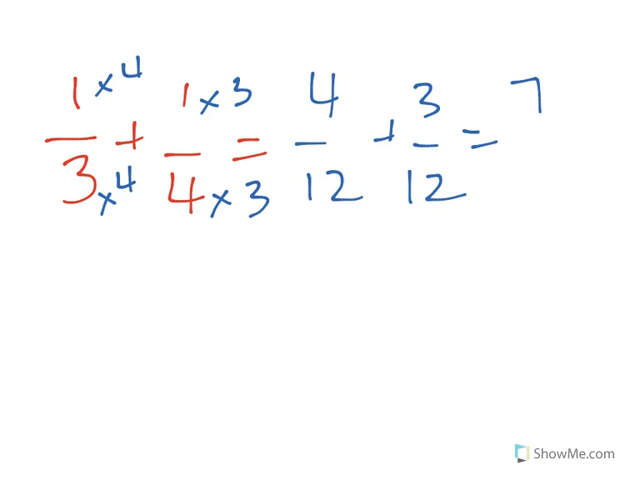 1 x 4 1 x 3 4 3 7
— + — = — + — =
3 x 4 4 x 3 12 12
ShowMe.com